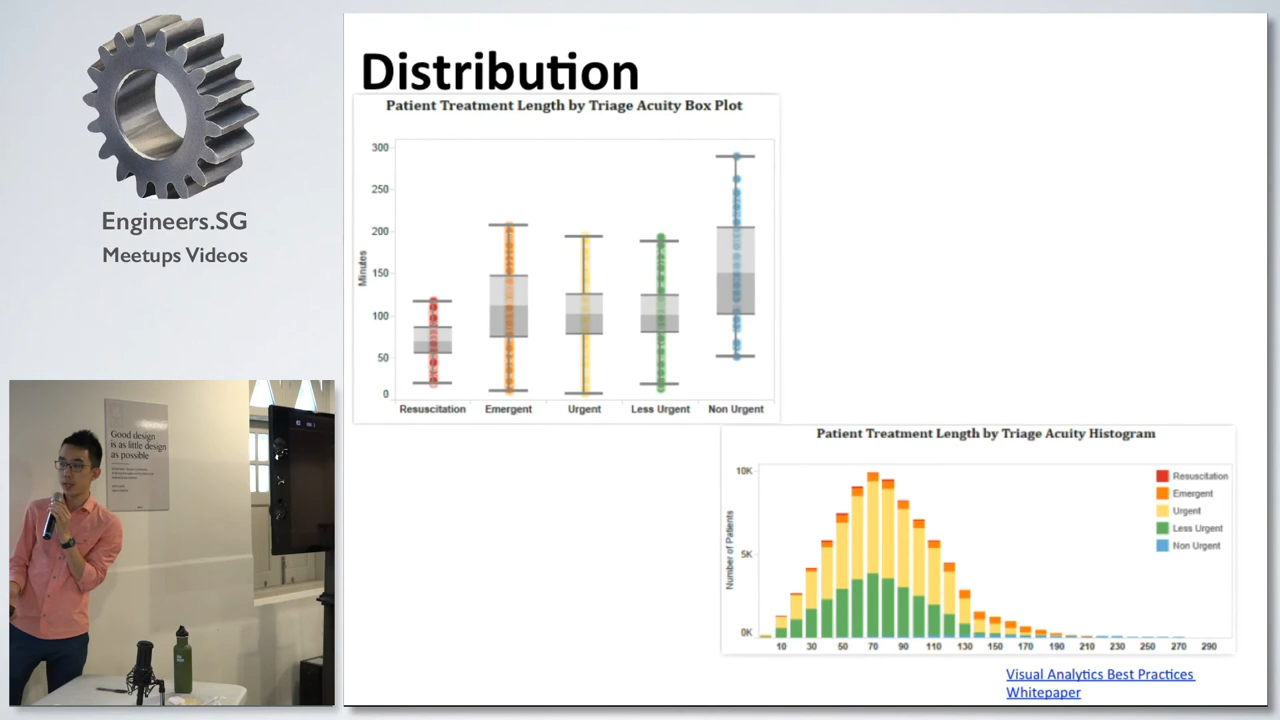 Engineers.SG
Meetups Videos
Distribution
Patient Treatment Length by Triage Acuity Box Plot
Minutes
300
250
200
150
100
50
0
Resuscitation Emergent Urgent Less Urgent Non Urgent
Patient Treatment Length by Triage Acuity Histogram
Number of Patients
10K
5K
0K
10 30 50 70 90 110 130 150 170 190 210 230 250 270 290
Resuscitation
Emergent
Urgent
Less Urgent
Non Urgent
Visual Analytics Best Practices
Whitepaper
Good design
is as little design
as possible